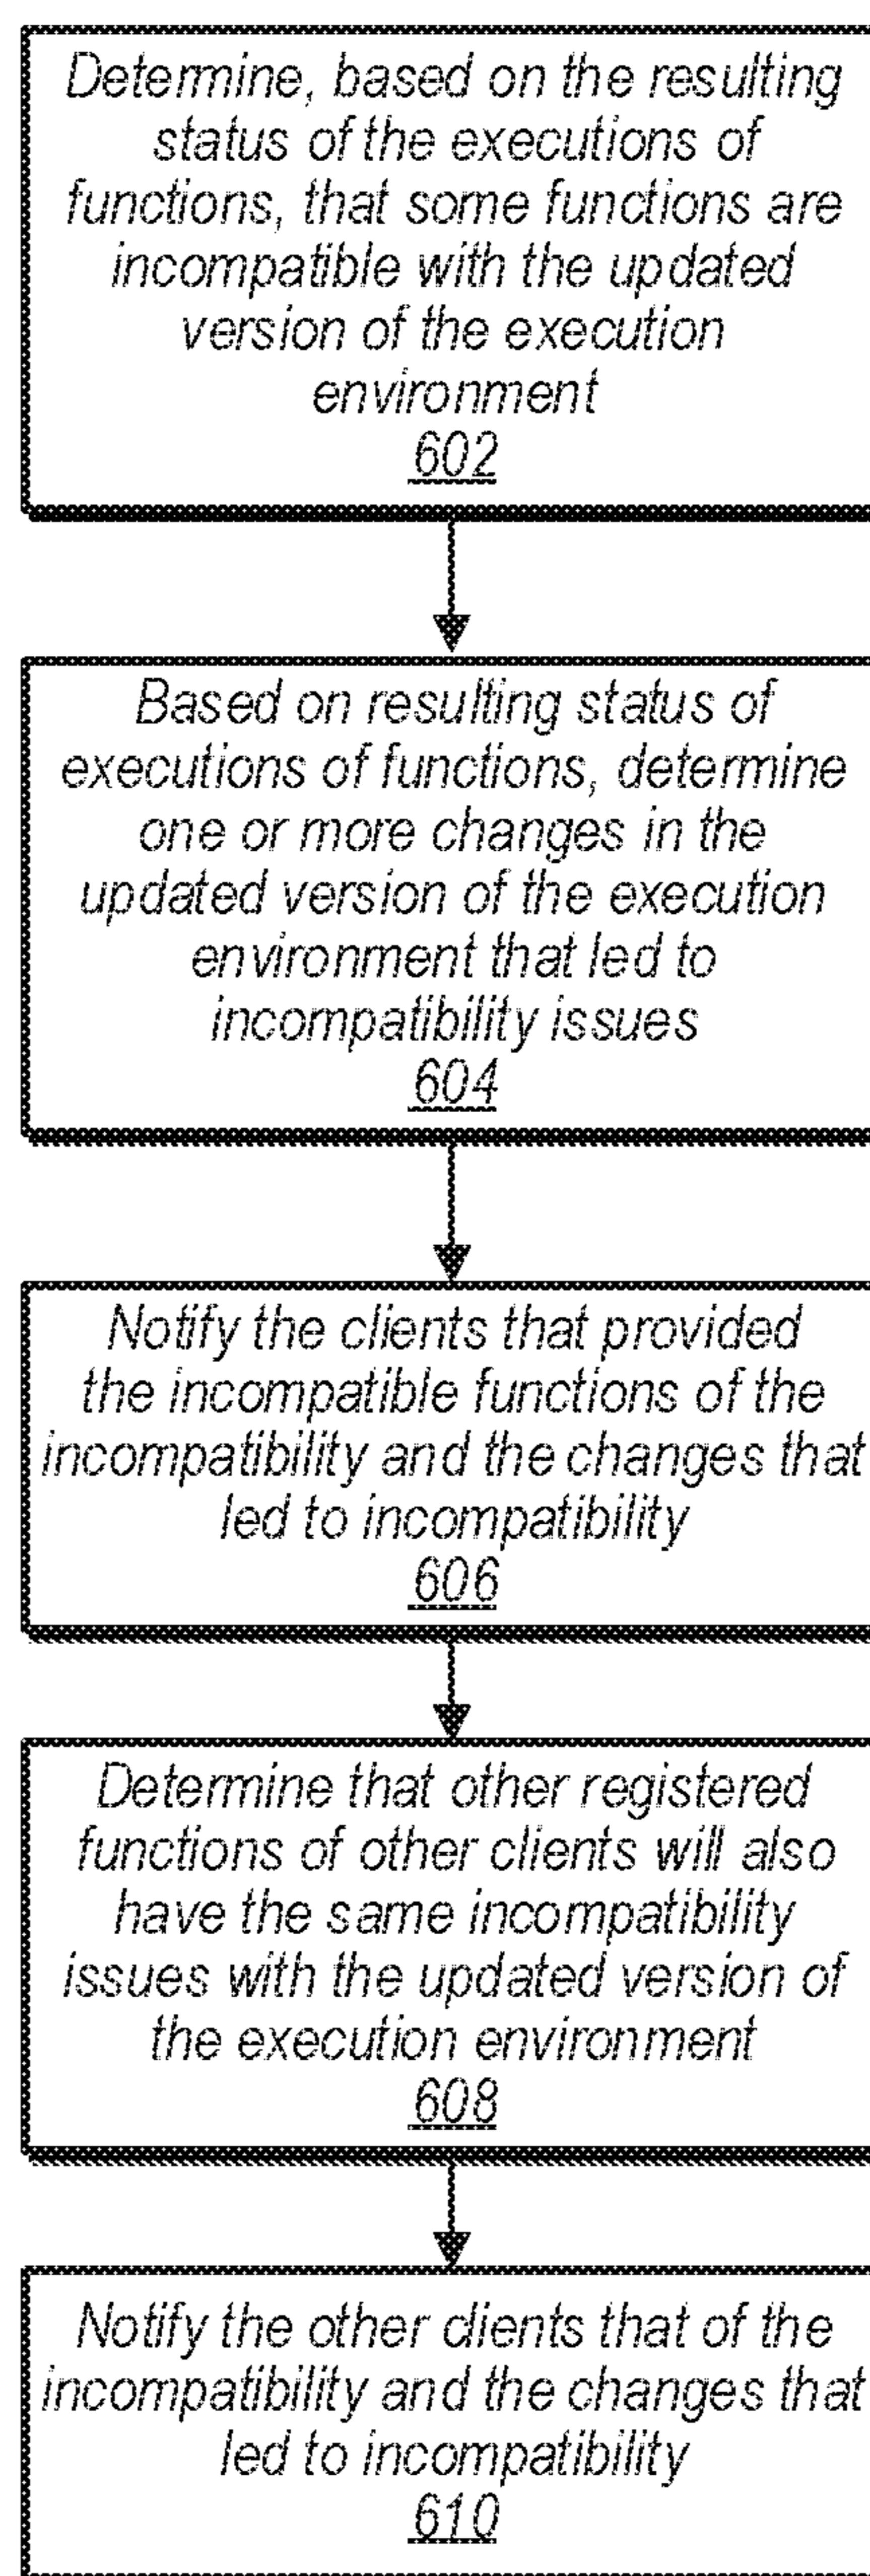 Determine, based on the resulting
status of the executions of
functions, that some functions are
incompatible with the updated
version of the execution
environment
602
Based on resulting status of
executions of functions, determine
one or more changes in the
updated version of the execution
environment that led to
incompatibility issues
604
Notify the clients that provided
the incompatible functions of the
incompatibility and the changes that
led to incompatibility
606
Determine that other registered
functions of other clients will also
have the same incompatibility
issues with the updated version of
the execution environment
608
Notify the other clients that of the
incompatibility and the changes that
led to incompatibility
610